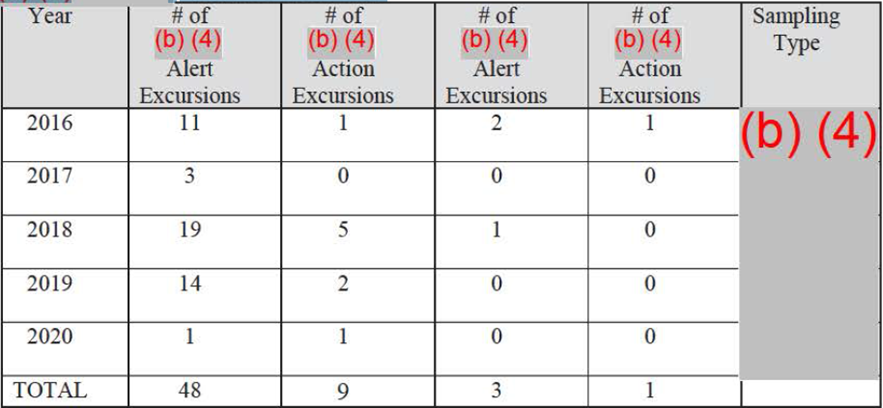 Year # of # of # of # of Sampling
(b) (4) (b) (4) (b) (4) (b) (4) Type
Alert Action Alert Action
Excursions Excursions Excursions Excursions
2016 11 1 2 1 (b) (4)
2017 3 0 0 0
2018 19 5 1 0
2019 14 2 0 0
2020 1 1 0 0
TOTAL 48 9 3 1